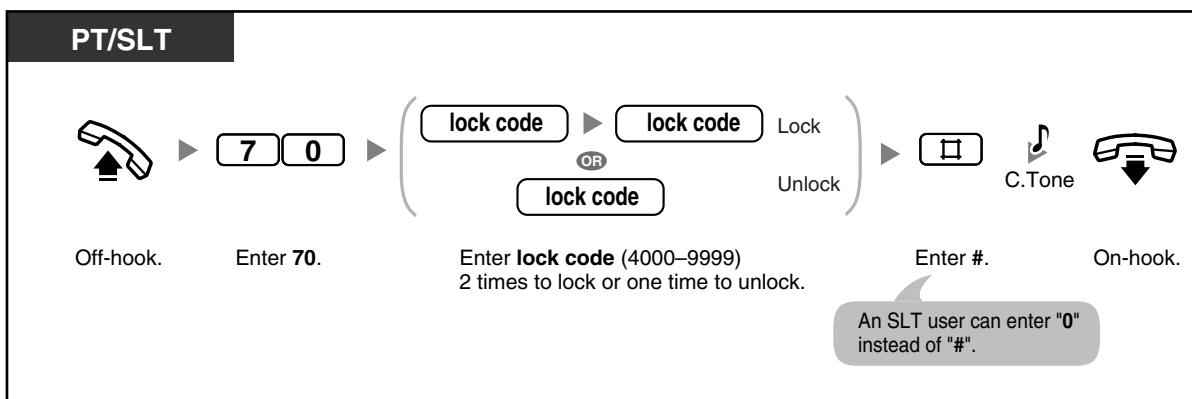 PT/SLT
7 0
lock code lock code Lock
OR
lock code Unlock
#
C.Tone
Off-hook. Enter 70. Enter lock code (4000–9999) Enter #. On-hook.
2 times to lock or one time to unlock.
An SLT user can enter "0"
instead of "#".